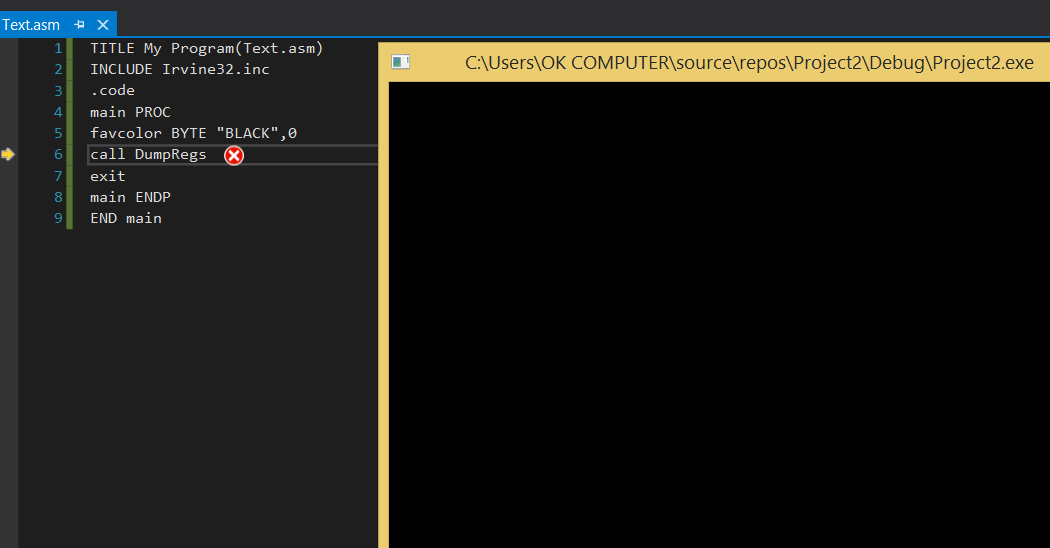 Text.asm
C:\Users\OK COMPUTER\source\repos\Project2\Debug\Project2.exe
1 TITLE My Program(Text.asm)
2 INCLUDE Irvine32.inc
3 .code
4 main PROC
5 favcolor BYTE "BLACK",0
6 call DumpRegs
7 exit
8 main ENDP
9 END main